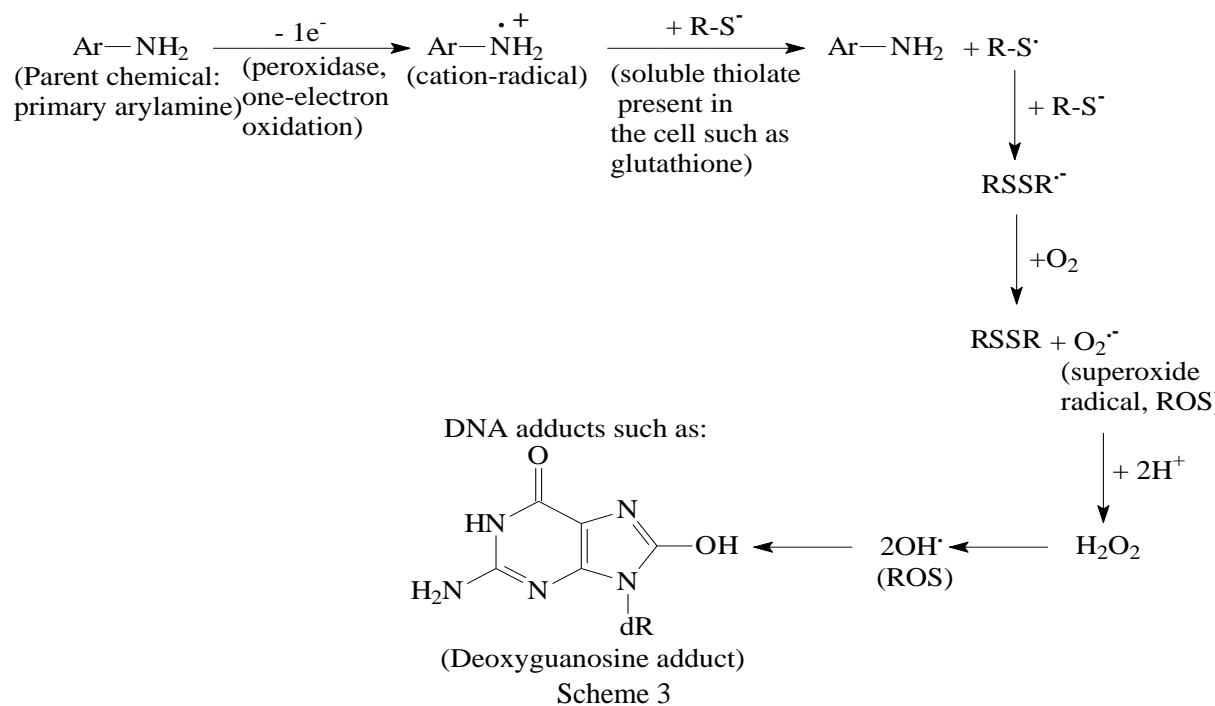 Ar—NH2
- 1e-
Ar—NH2 .+
+ R-S-
Ar—NH2 + R-S.
(Parent chemical:
primary arylamine)
(peroxidase,
one-electron
oxidation)
(cation-radical)
(soluble thiolate
present in
the cell such as
glutathione)
+ R-S-
RSSR.-
+O2
RSSR + O2.-
(superoxide
radical, ROS)
+ 2H+
H2O2
2OH.
(ROS)
DNA adducts such as:
O
HN
N
OH
H2N
N
N
dR
(Deoxyguanosine adduct)
Scheme 3